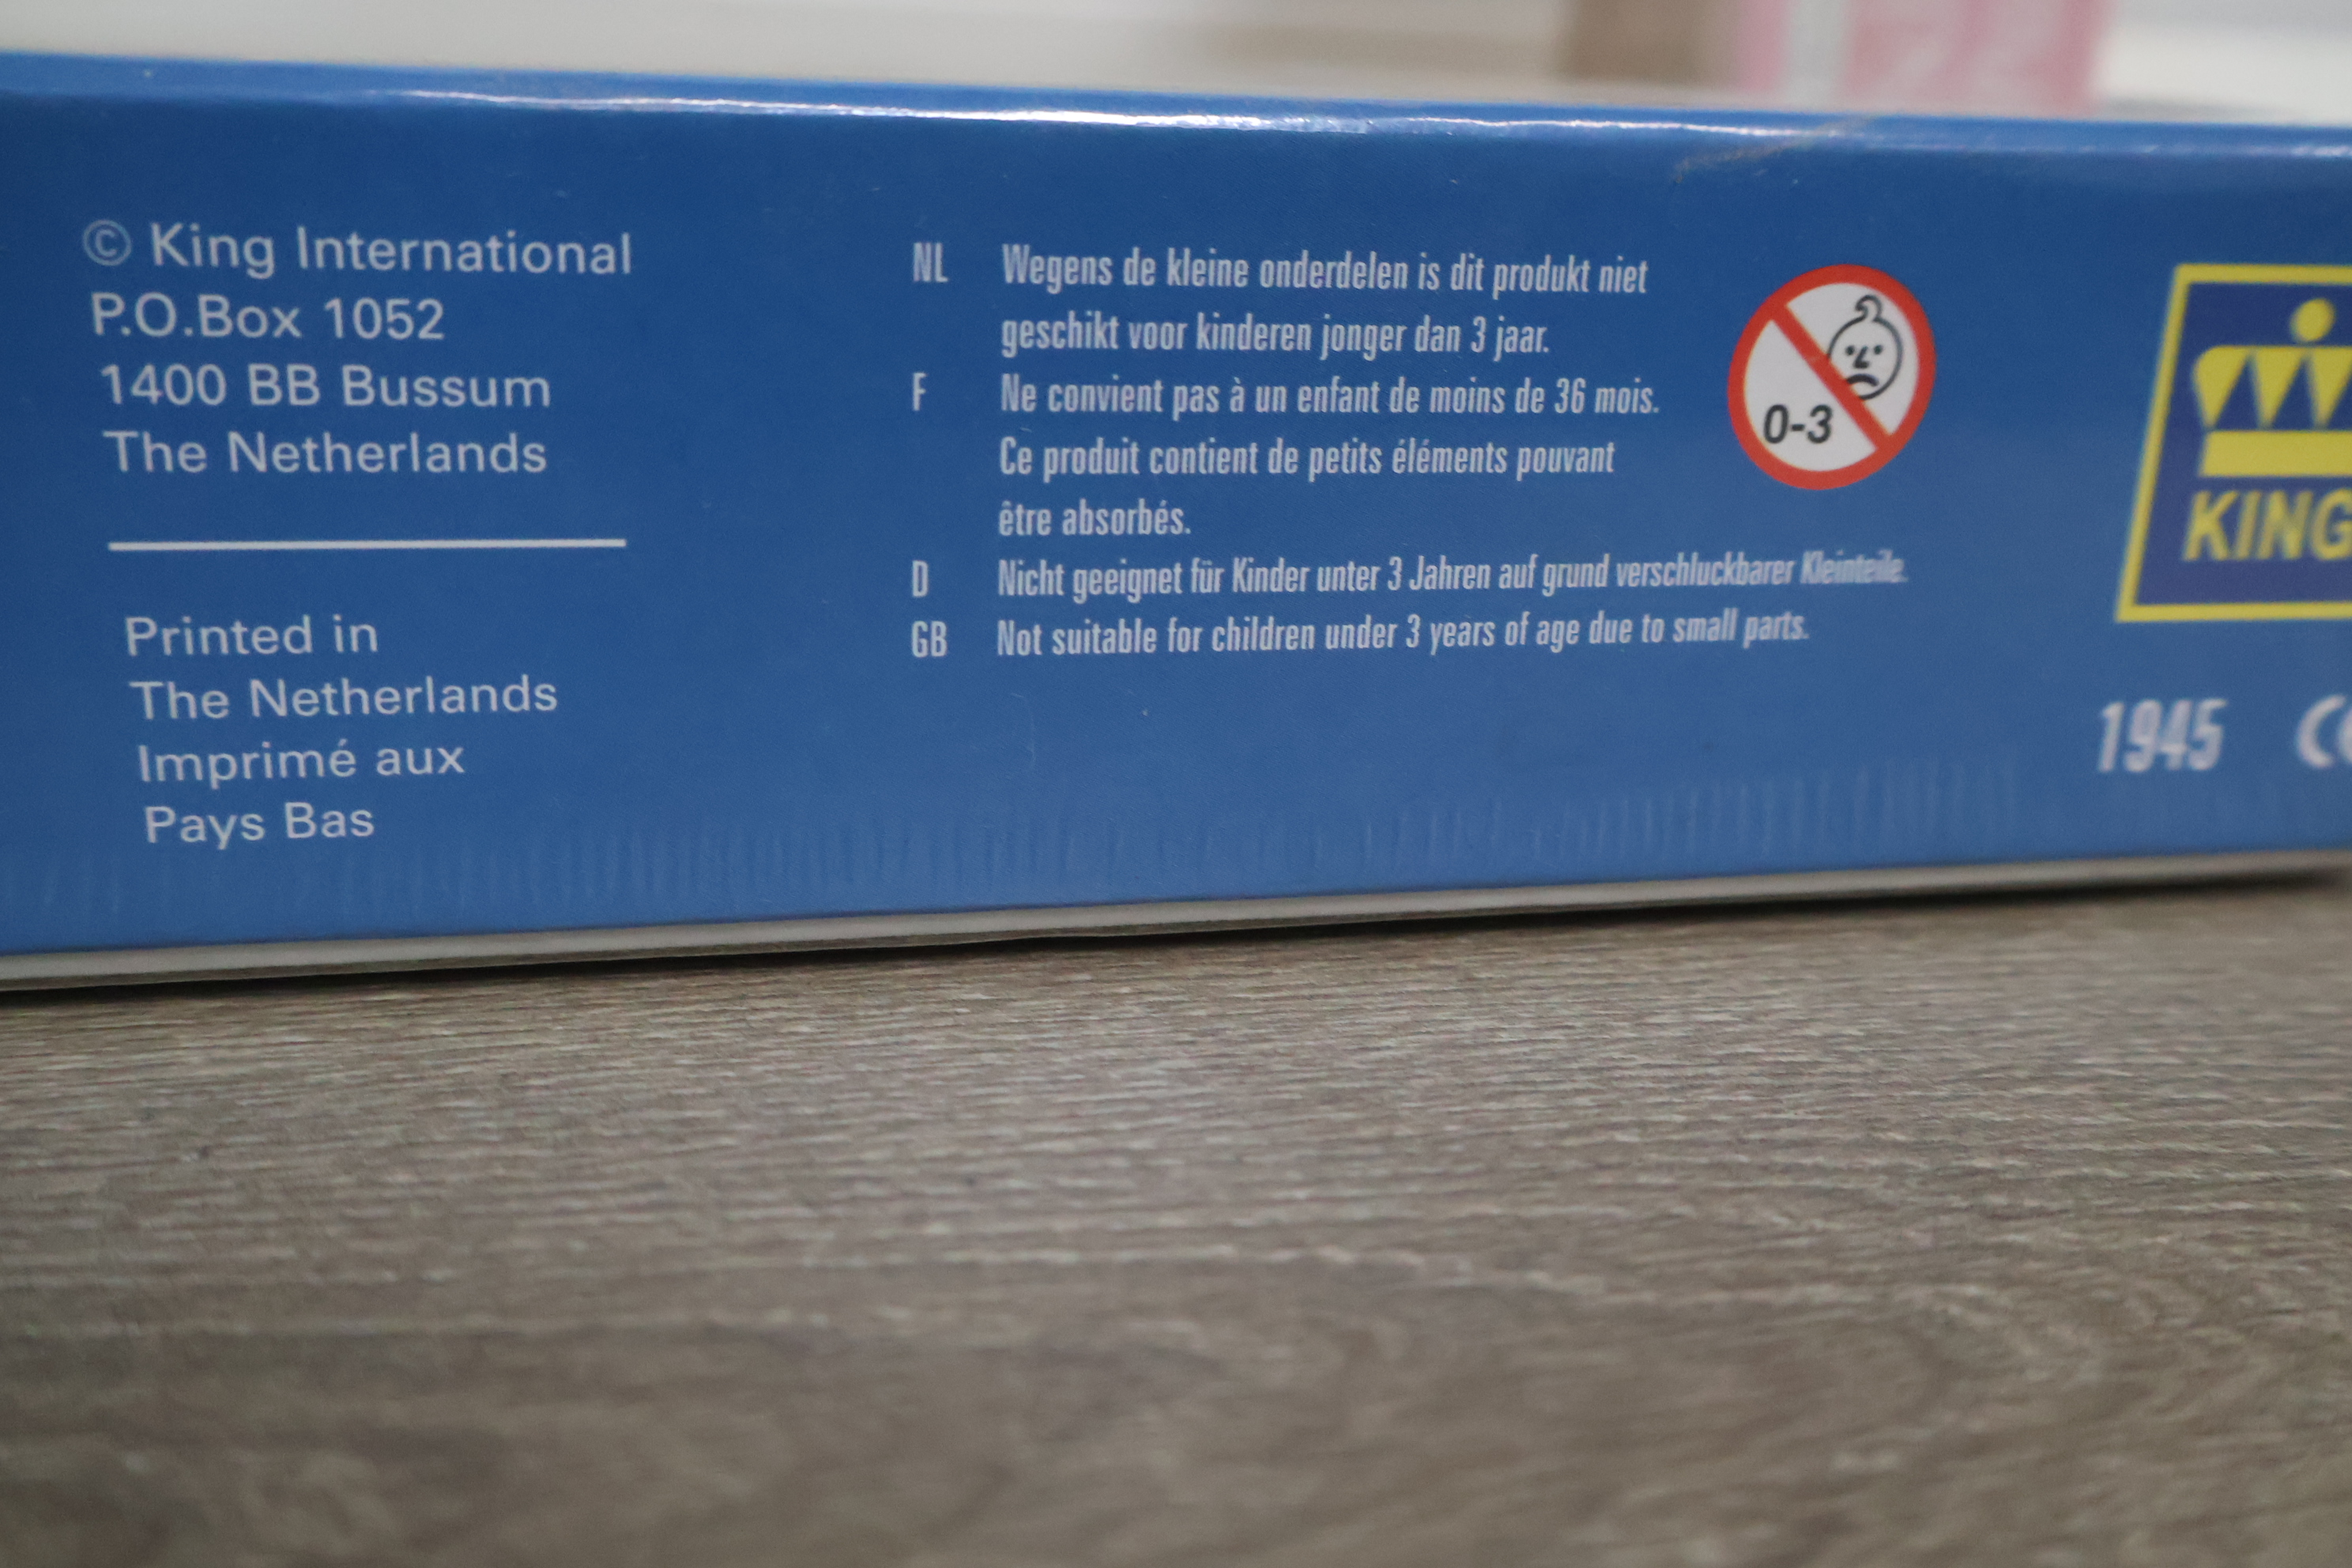 © King International
P.O.Box 1052
1400 BB Bussum
The Netherlands
Printed in
The Netherlands
Imprimé aux
Pays Bas
NL Wegens de kleine onderdelen is dit produkt niet
geschikt voor kinderen jonger dan 3 jaar.
F Ne convient pas à un enfant de moins de 36 mois.
Ce produit contient de petits éléments pouvant
être absorbés.
D Nicht geeignet für Kinder unter 3 Jahren auf grund verschluckbarer Kleinteile.
GB Not suitable for children under 3 years of age due to small parts.
0-3
KING
1945